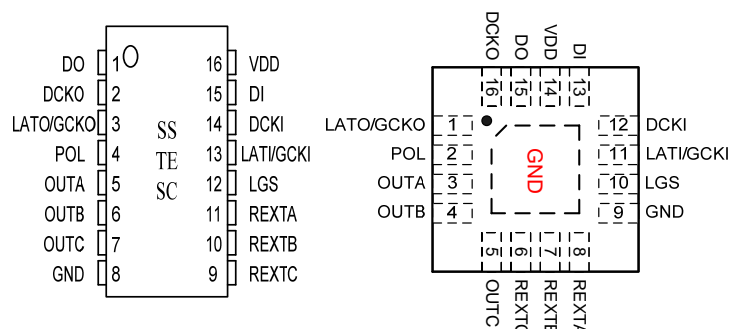 DO 1 16 VDD
DCKO 2 15 DI
LATO/GCKO 3 14 DCKI
POL 4 13 LATI/GCKI
OUTA 5 12 LGS
OUTB 6 11 REXTA
OUTC 7 10 REXTB
GND 8 9 REXTC
SS
TE
SC
DCKO DO VDD DI
16 15 14 13
LATO/GCKO 1 12 DCKI
POL 2 11 LATI/GCKI
OUTA 3 10 LGS
OUTB 4 9 GND
GND
5 6 7 8
OUTC REXTC REXTB REXTA